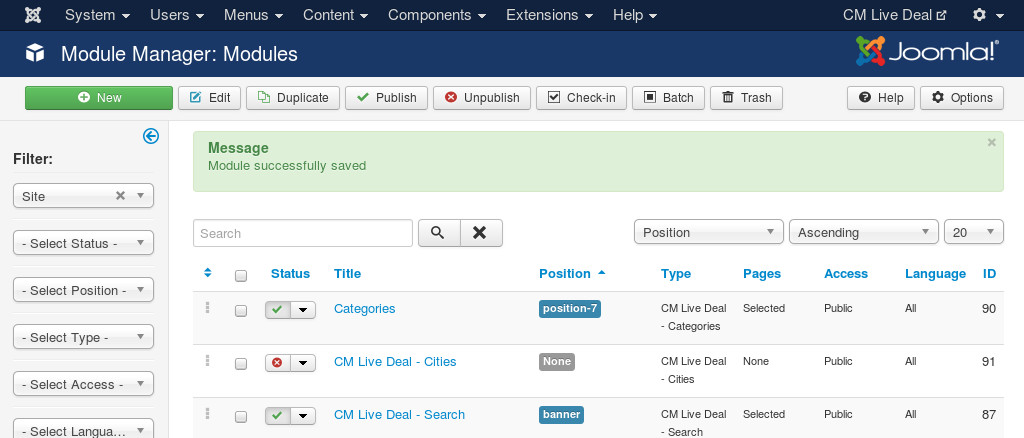 System Users Menus Content Components Extensions Help CM Live Deal
Module Manager: Modules Joomla!®
New Edit Duplicate Publish Unpublish Check-in Batch Trash Help Options
Filter:
Site
- Select Status -
- Select Position -
- Select Type -
- Select Access -
- Select Langua...
Message
Module successfully saved
Search Position Ascending 20
Status Title Position Type Pages Access Language ID
Categories position-7 CM Live Deal Selected Public All 90
- Categories
CM Live Deal - Cities None CM Live Deal None Public All 91
- Cities
CM Live Deal - Search banner CM Live Deal Selected Public All 87
- Search